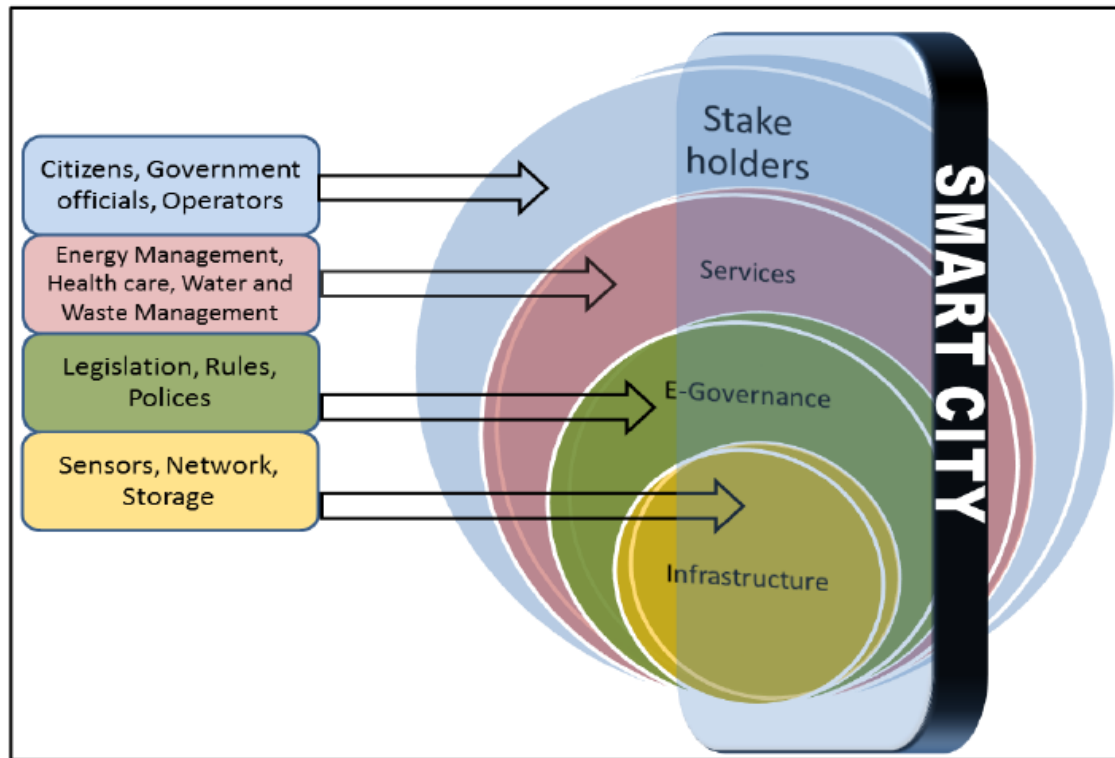 Citizens, Government
officials, Operators
Energy Management,
Health care, Water and
Waste Management
Legislation, Rules,
Polices
Sensors, Network,
Storage
Stake
holders
Services
E-Governance
Infrastructure
SMART CITY